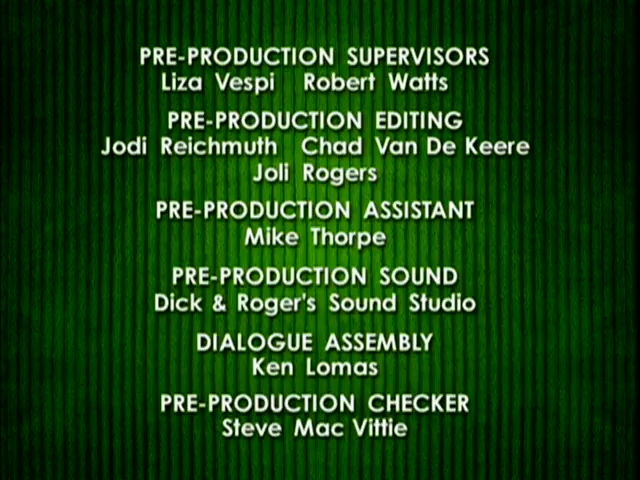 PRE-PRODUCTION SUPERVISORS
Liza Vespi Robert Watts
PRE-PRODUCTION EDITING
Jodi Reichmuth Chad Van De Keere
Joli Rogers
PRE-PRODUCTION ASSISTANT
Mike Thorpe
PRE-PRODUCTION SOUND
Dick & Roger's Sound Studio
DIALOGUE ASSEMBLY
Ken Lomas
PRE-PRODUCTION CHECKER
Steve Mac Vittie